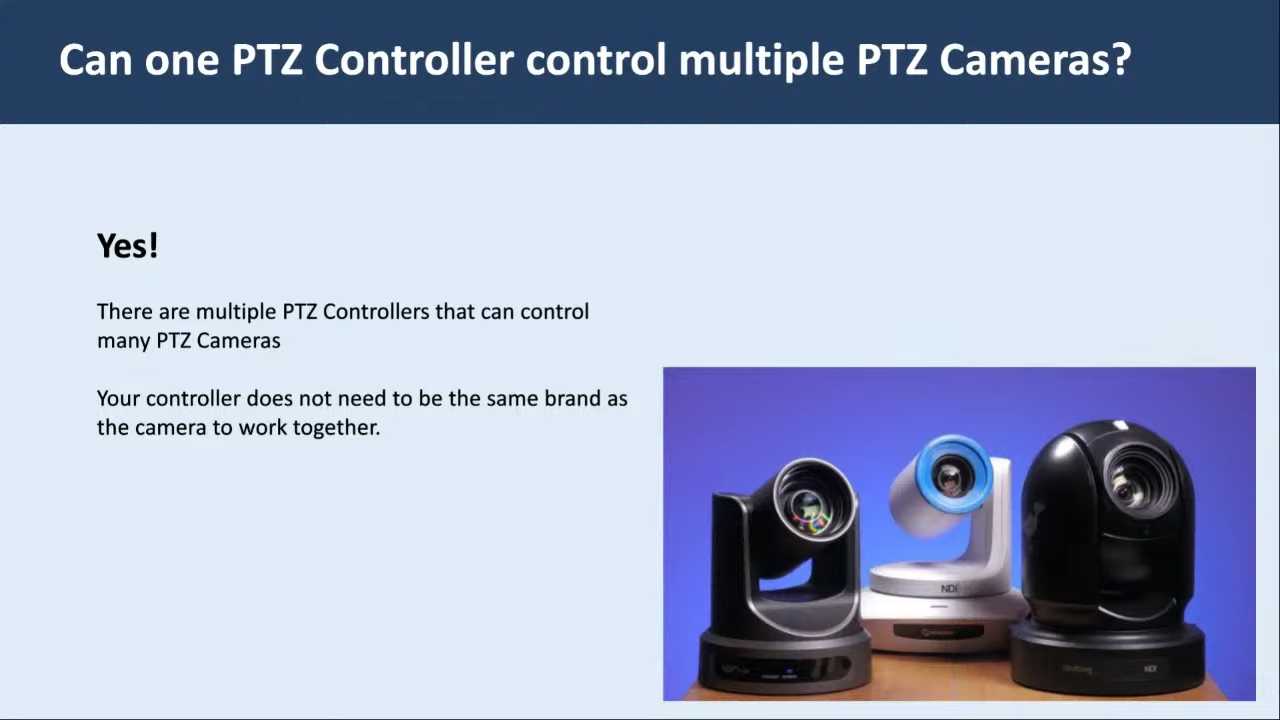 Can one PTZ Controller control multiple PTZ Cameras?
Yes!
There are multiple PTZ Controllers that can control
many PTZ Cameras
Your controller does not need to be the same brand as
the camera to work together.
NDI
NDI